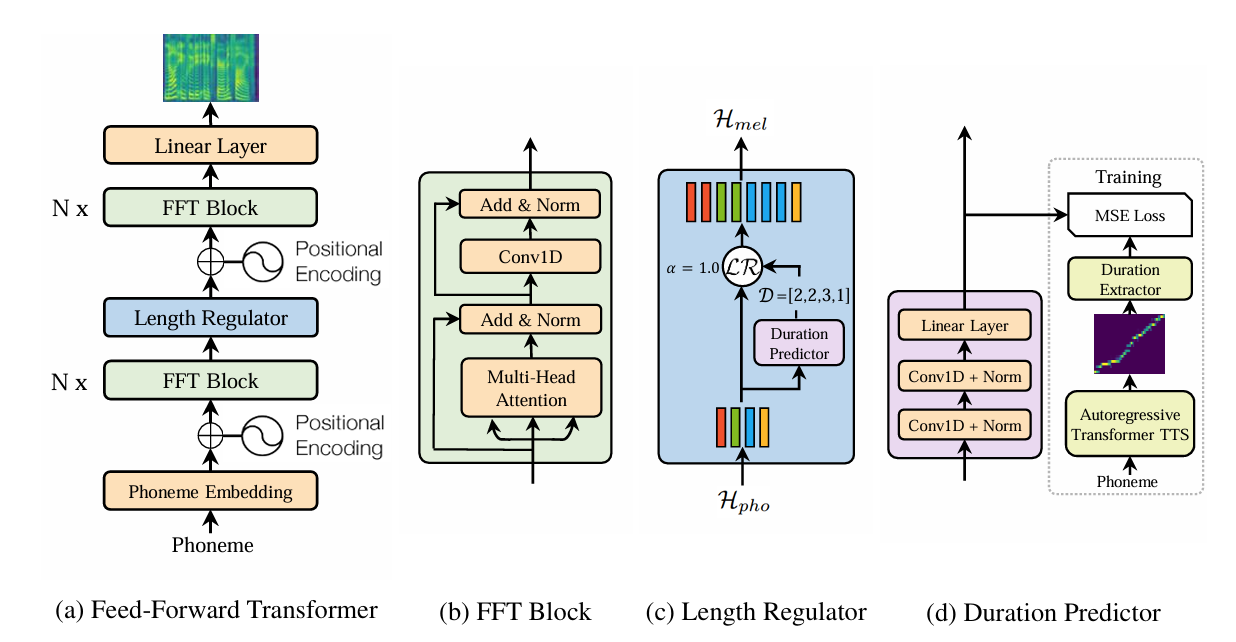 Linear Layer
N x
FFT Block
Positional
Encoding
Length Regulator
N x
FFT Block
Positional
Encoding
Phoneme Embedding
Phoneme
(a) Feed-Forward Transformer
Add & Norm
Conv1D
Add & Norm
Multi-Head
Attention
(b) FFT Block
$\mathcal{H}_{mel}$
α = 1.0
$\mathcal{LR}$
$\mathcal{D}$=[2,2,3,1]
Duration
Predictor
$\mathcal{H}_{pho}$
(c) Length Regulator
Linear Layer
Conv1D + Norm
Conv1D + Norm
Training
MSE Loss
Duration
Extractor
Autoregressive
Transformer TTS
Phoneme
(d) Duration Predictor